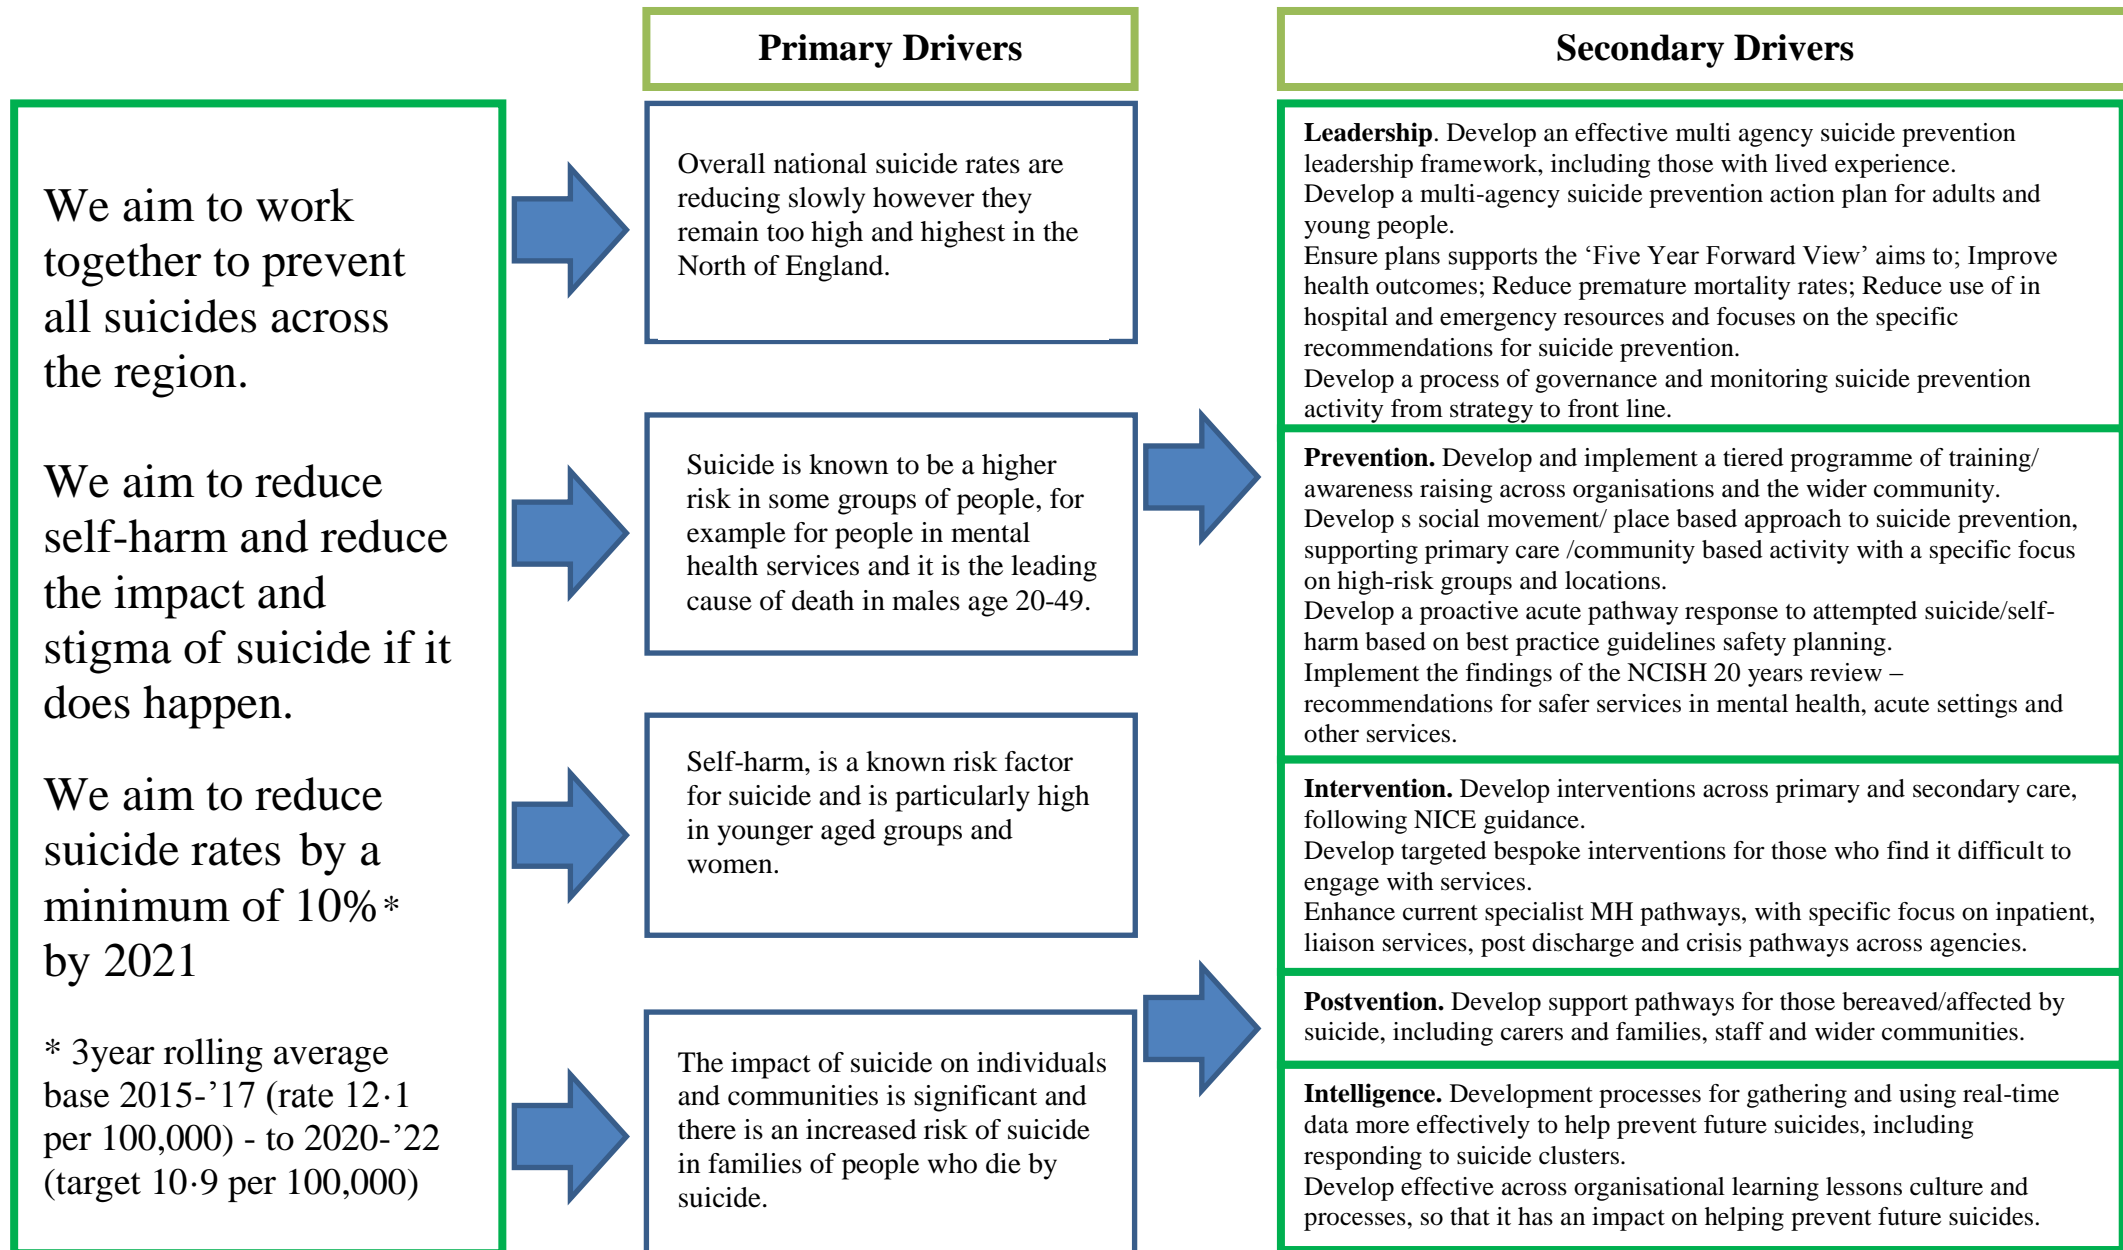 Primary Drivers
Secondary Drivers
We aim to work
together to prevent
all suicides across
the region.
We aim to reduce
self-harm and reduce
the impact and
stigma of suicide if it
does happen.
We aim to reduce
suicide rates by a
minimum of 10%*
by 2021
* 3year rolling average
base 2015-’17 (rate 12·1
per 100,000) - to 2020-’22
(target 10·9 per 100,000)
Overall national suicide rates are
reducing slowly however they
remain too high and highest in the
North of England.
Suicide is known to be a higher
risk in some groups of people, for
example for people in mental
health services and it is the leading
cause of death in males age 20-49.
Self-harm, is a known risk factor
for suicide and is particularly high
in younger aged groups and
women.
The impact of suicide on individuals
and communities is significant and
there is an increased risk of suicide
in families of people who die by
suicide.
Leadership. Develop an effective multi agency suicide prevention
leadership framework, including those with lived experience.
Develop a multi-agency suicide prevention action plan for adults and
young people.
Ensure plans supports the ‘Five Year Forward View’ aims to; Improve
health outcomes; Reduce premature mortality rates; Reduce use of in
hospital and emergency resources and focuses on the specific
recommendations for suicide prevention.
Develop a process of governance and monitoring suicide prevention
activity from strategy to front line.
Prevention. Develop and implement a tiered programme of training/
awareness raising across organisations and the wider community.
Develop s social movement/ place based approach to suicide prevention,
supporting primary care /community based activity with a specific focus
on high-risk groups and locations.
Develop a proactive acute pathway response to attempted suicide/self-
harm based on best practice guidelines safety planning.
Implement the findings of the NCISH 20 years review –
recommendations for safer services in mental health, acute settings and
other services.
Intervention. Develop interventions across primary and secondary care,
following NICE guidance.
Develop targeted bespoke interventions for those who find it difficult to
engage with services.
Enhance current specialist MH pathways, with specific focus on inpatient,
liaison services, post discharge and crisis pathways across agencies.
Postvention. Develop support pathways for those bereaved/affected by
suicide, including carers and families, staff and wider communities.
Intelligence. Development processes for gathering and using real-time
data more effectively to help prevent future suicides, including
responding to suicide clusters.
Develop effective across organisational learning lessons culture and
processes, so that it has an impact on helping prevent future suicides.